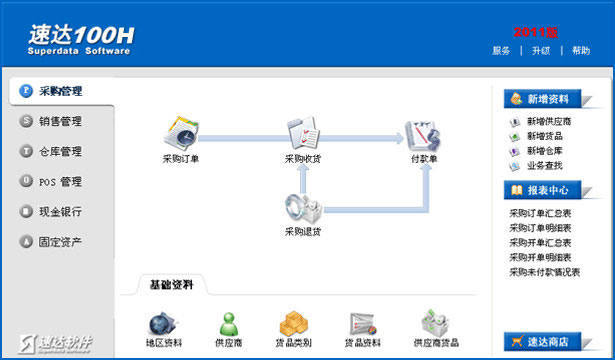 速达100H
Superdata Software
2011版
服务 | 升级 | 帮助
P 采购管理
S 销售管理
T 仓库管理
O POS 管理
现金银行
A 固定资产
采购订单
采购收货
付款单
采购退货
新增资料
新增供应商
新增货品
新增仓库
业务查找
报表中心
采购订单汇总表
采购订单明细表
采购开单汇总表
采购开单明细表
采购未付款情况表
基础资料
地区资料
供应商
货品类别
货品资料
供应商货品
速达软件
Superdata Software
速达商店